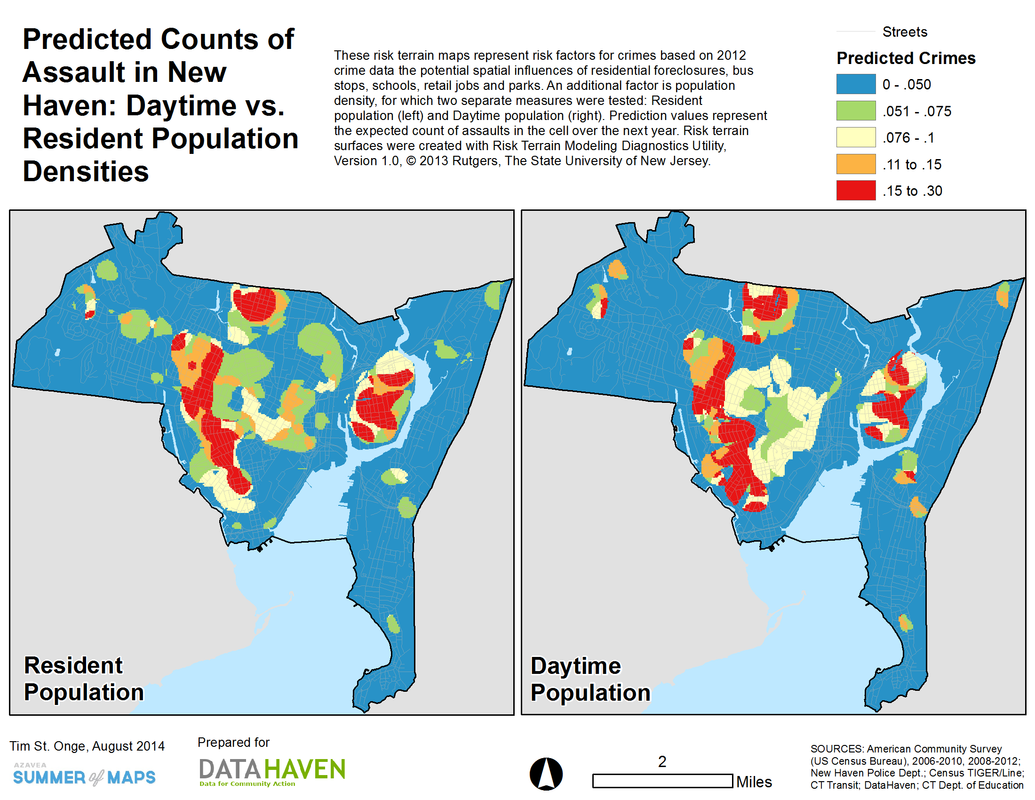 Predicted Counts of
Assault in New
Haven: Daytime vs.
Resident Population
Densities
These risk terrain maps represent risk factors for crimes based on 2012
crime data the potential spatial influences of residential foreclosures, bus
stops, schools, retail jobs and parks. An additional factor is population
density, for which two separate measures were tested: Resident
population (left) and Daytime population (right). Prediction values represent
the expected count of assaults in the cell over the next year. Risk terrain
surfaces were created with Risk Terrain Modeling Diagnostics Utility,
Version 1.0, © 2013 Rutgers, The State University of New Jersey.
Streets
Predicted Crimes
0 - .050
.051 - .075
.076 - .1
.11 to .15
.15 to .30
Resident
Population
Daytime
Population
Tim St. Onge, August 2014
AZAVEA
SUMMER of MAPS
Prepared for
DATAHAVEN
Data for Community Action
2
Miles
SOURCES: American Community Survey
(US Census Bureau), 2006-2010, 2008-2012;
New Haven Police Dept.; Census TIGER/Line;
CT Transit; DataHaven; CT Dept. of Education